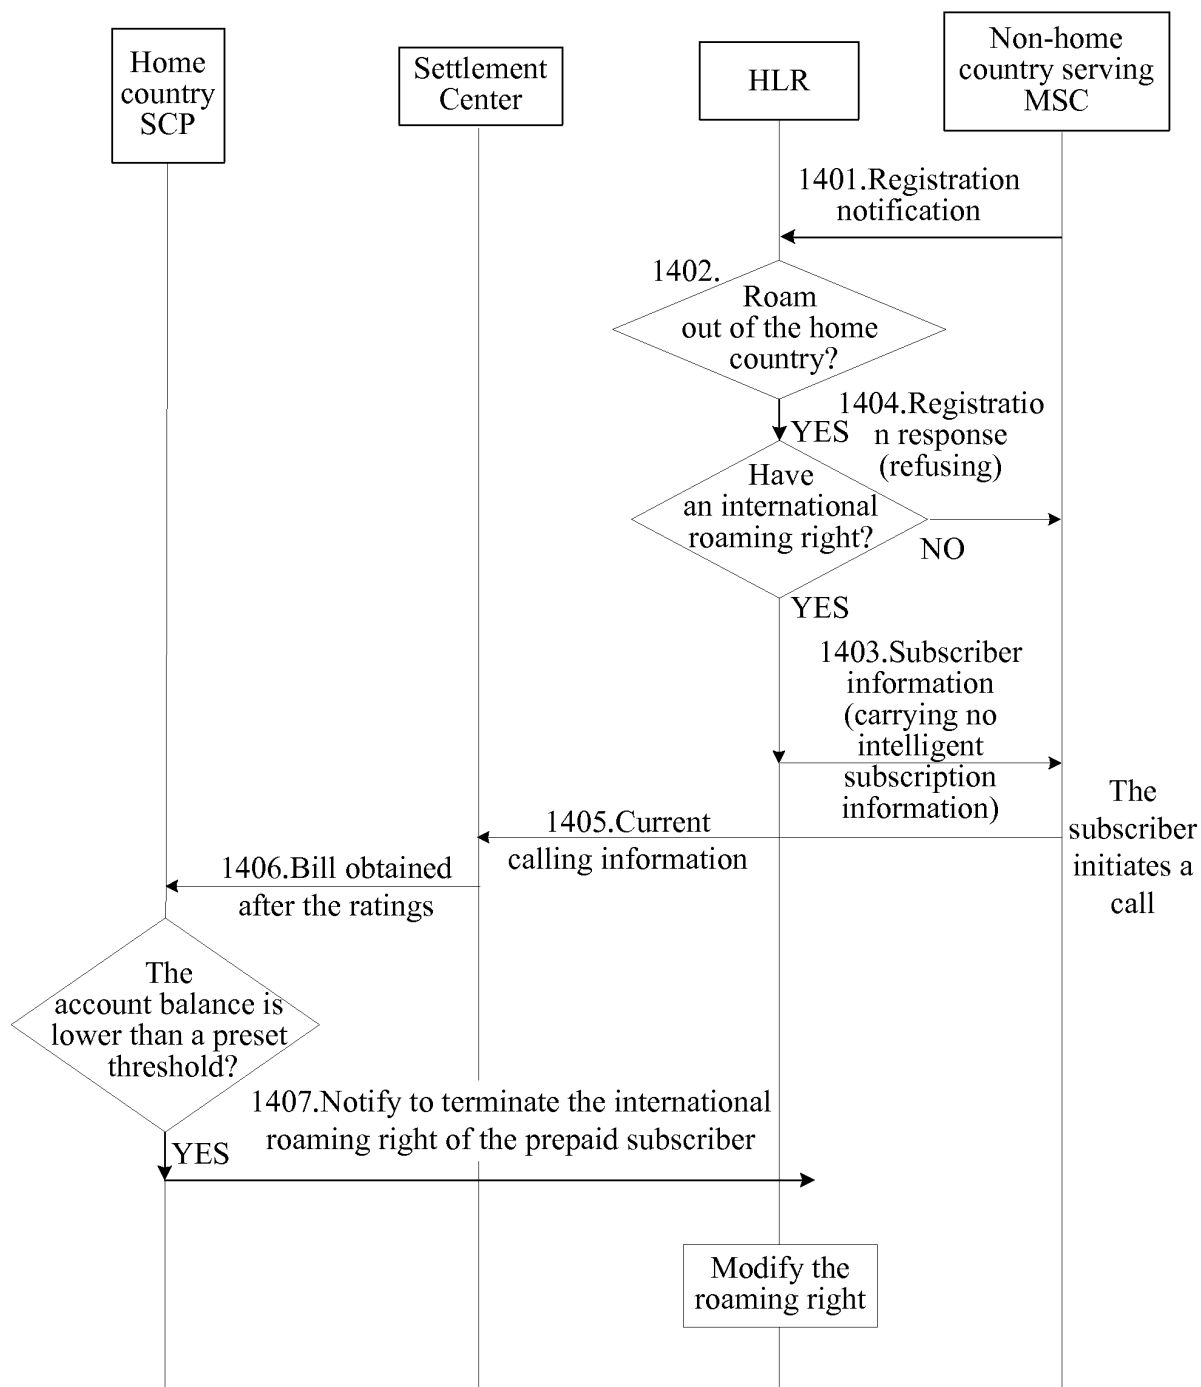 Home
country
SCP
Settlement
Center
HLR
Non-home
country serving
MSC
1401.Registration
notification
1402.
Roam
out of the home
country?
YES
1404.Registratio
n response
(refusing)
Have
an international
roaming right?
NO
YES
1403.Subscriber
information
(carrying no
intelligent
subscription
information)
The
subscriber
initiates a
call
1405.Current
calling information
1406.Bill obtained
after the ratings
The
account balance is
lower than a preset
threshold?
YES
1407.Notify to terminate the international
roaming right of the prepaid subscriber
Modify the
roaming right